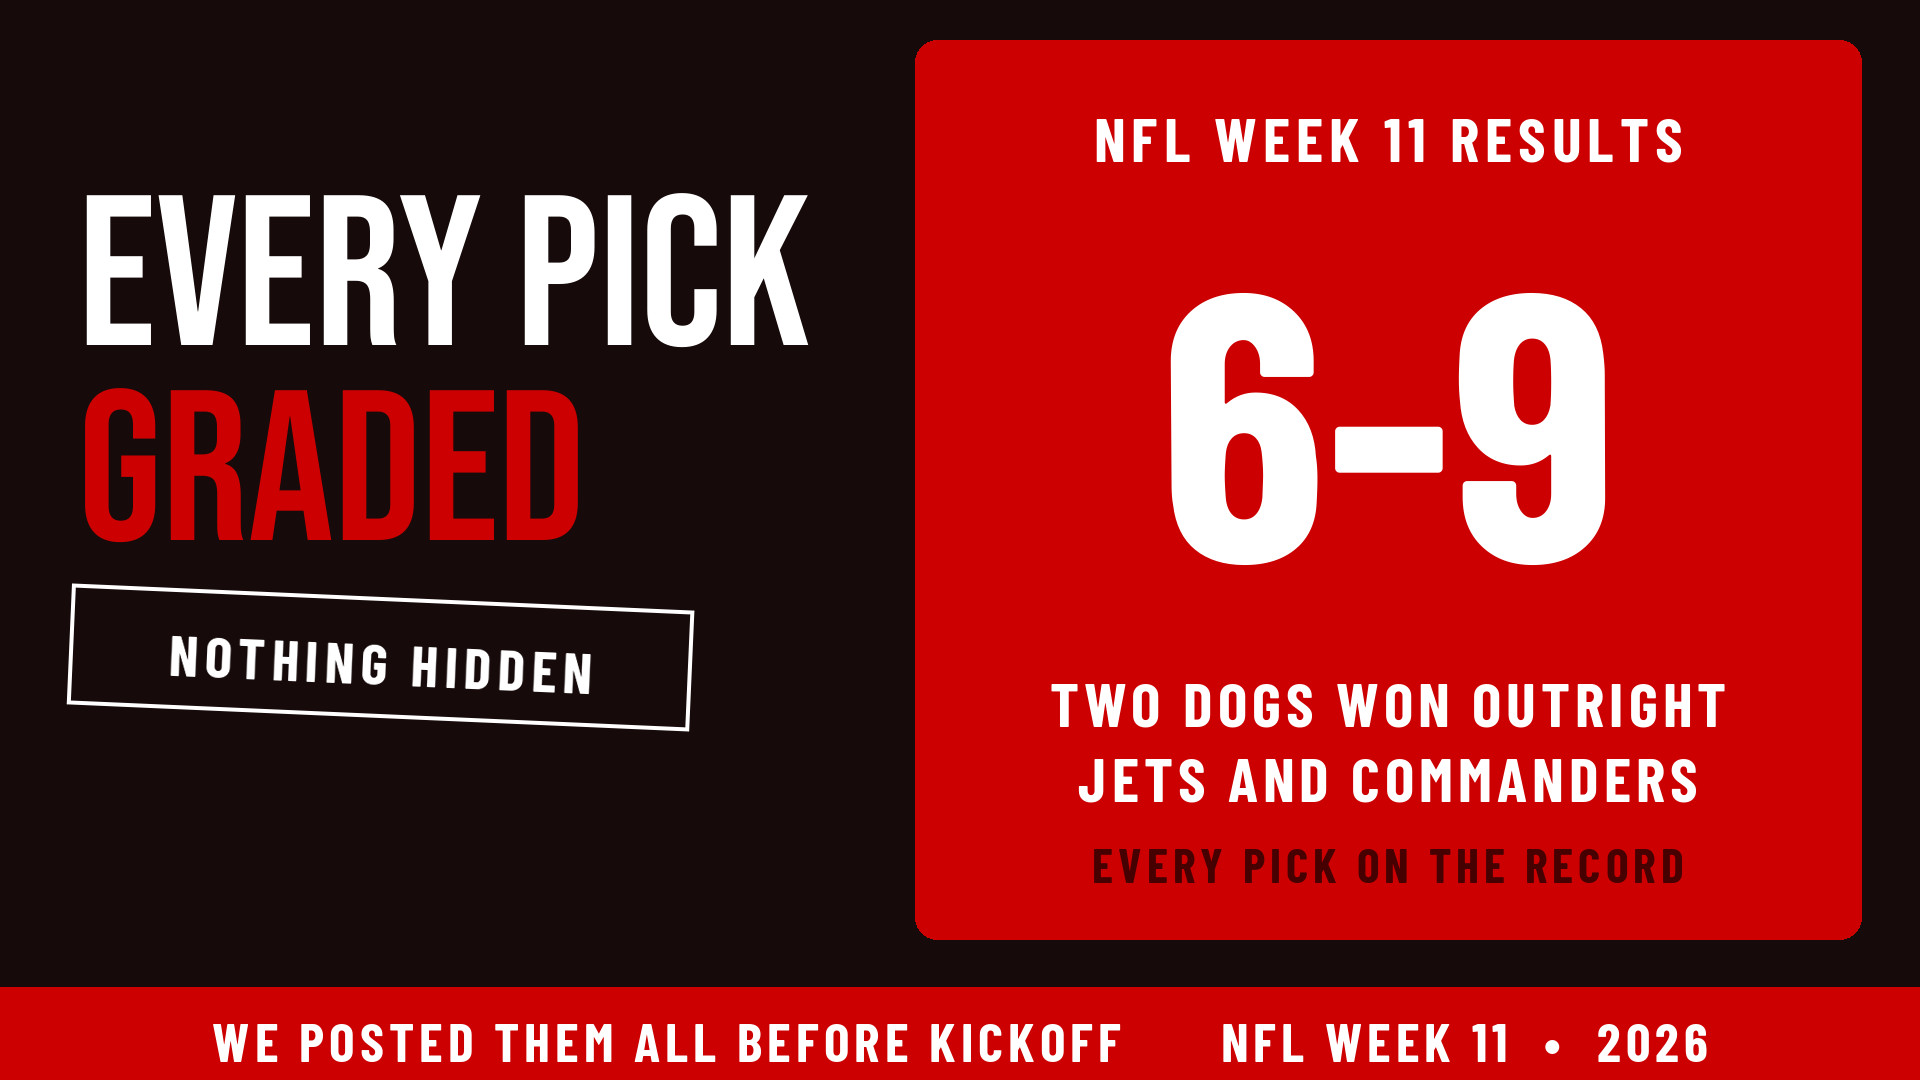 EVERY PICK
GRADED
NOTHING HIDDEN
NFL WEEK 11 RESULTS
6-9
TWO DOGS WON OUTRIGHT
JETS AND COMMANDERS
EVERY PICK ON THE RECORD
WE POSTED THEM ALL BEFORE KICKOFF NFL WEEK 11 • 2026